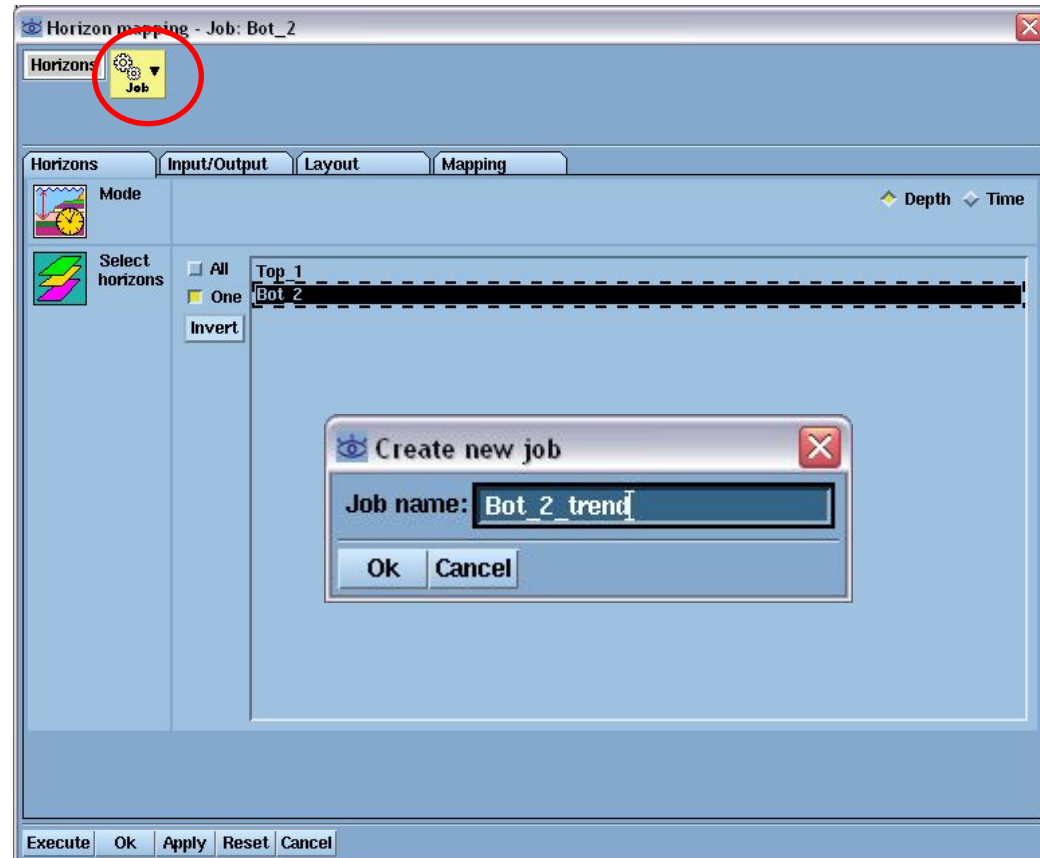 Horizon mapping - Job: Bot_2
Horizons
Job
Horizons Input/Output Layout Mapping
Mode
Depth Time
Select horizons
All
One
Invert
Top_1
Bot_2
Create new job
Job name: Bot_2_trend
Ok Cancel
Execute Ok Apply Reset Cancel